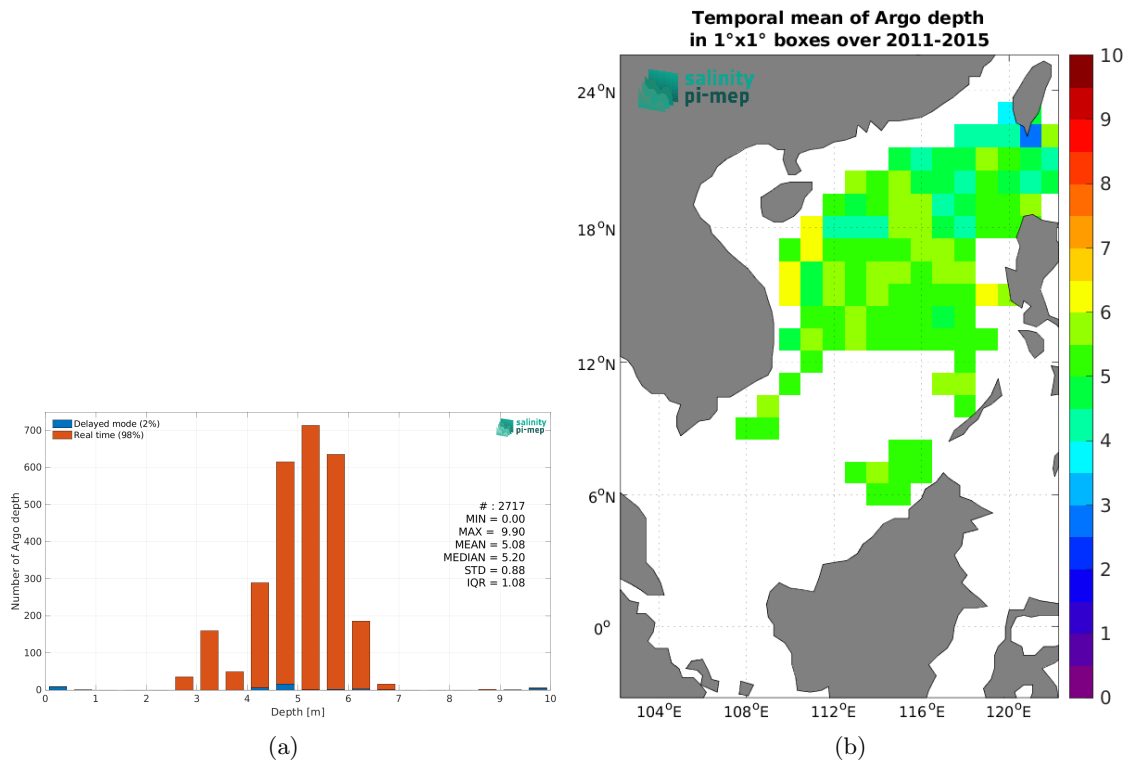 Delayed mode (2%)
Real time (98%)
salinity
pi-mep
# : 2717
MIN = 0.00
MAX = 9.90
MEAN = 5.08
MEDIAN = 5.20
STD = 0.88
IQR = 1.08
Number of Argo depth
700
600
500
400
300
200
100
0
0 1 2 3 4 5 6 7 8 9 10
Depth [m]
(a)
Temporal mean of Argo depth
in 1°x1° boxes over 2011-2015
salinity
pi-mep
24°N
18°N
12°N
6°N
0°
104°E 108°E 112°E 116°E 120°E
10
9
8
7
6
5
4
3
2
1
0
(b)